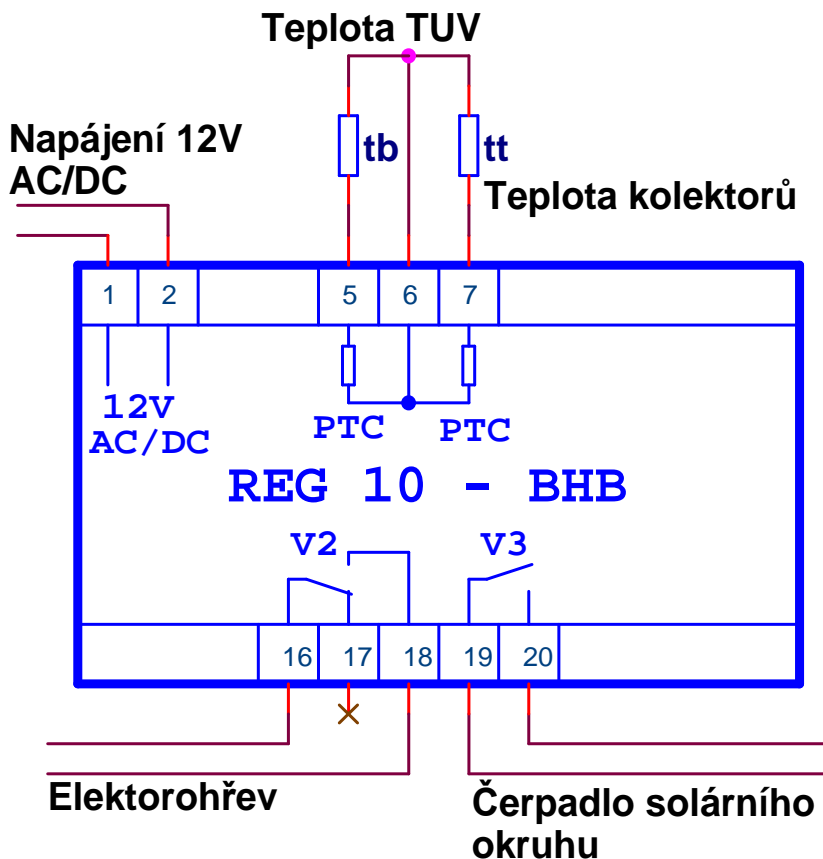 Teplota TUV
Napájení 12V
AC/DC
tb
tt
Teplota kolektorů
1 2 5 6 7
12V
AC/DC
PTC PTC
REG 10 - BHB
V2 V3
16 17 18 19 20
Elektorohřev
Čerpadlo solárního
okruhu